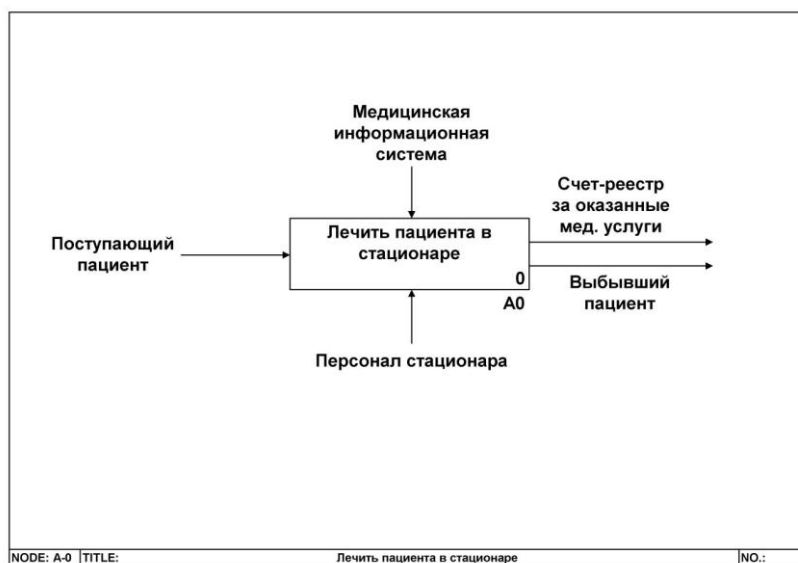 Медицинская
информационная
система
Счет-реестр
за оказанные
мед. услуги
Поступающий
пациент
Лечить пациента в
стационаре
0
A0
Выбывший
пациент
Персонал стационара
NODE: A-0 TITLE: Лечить пациента в стационаре NO.: